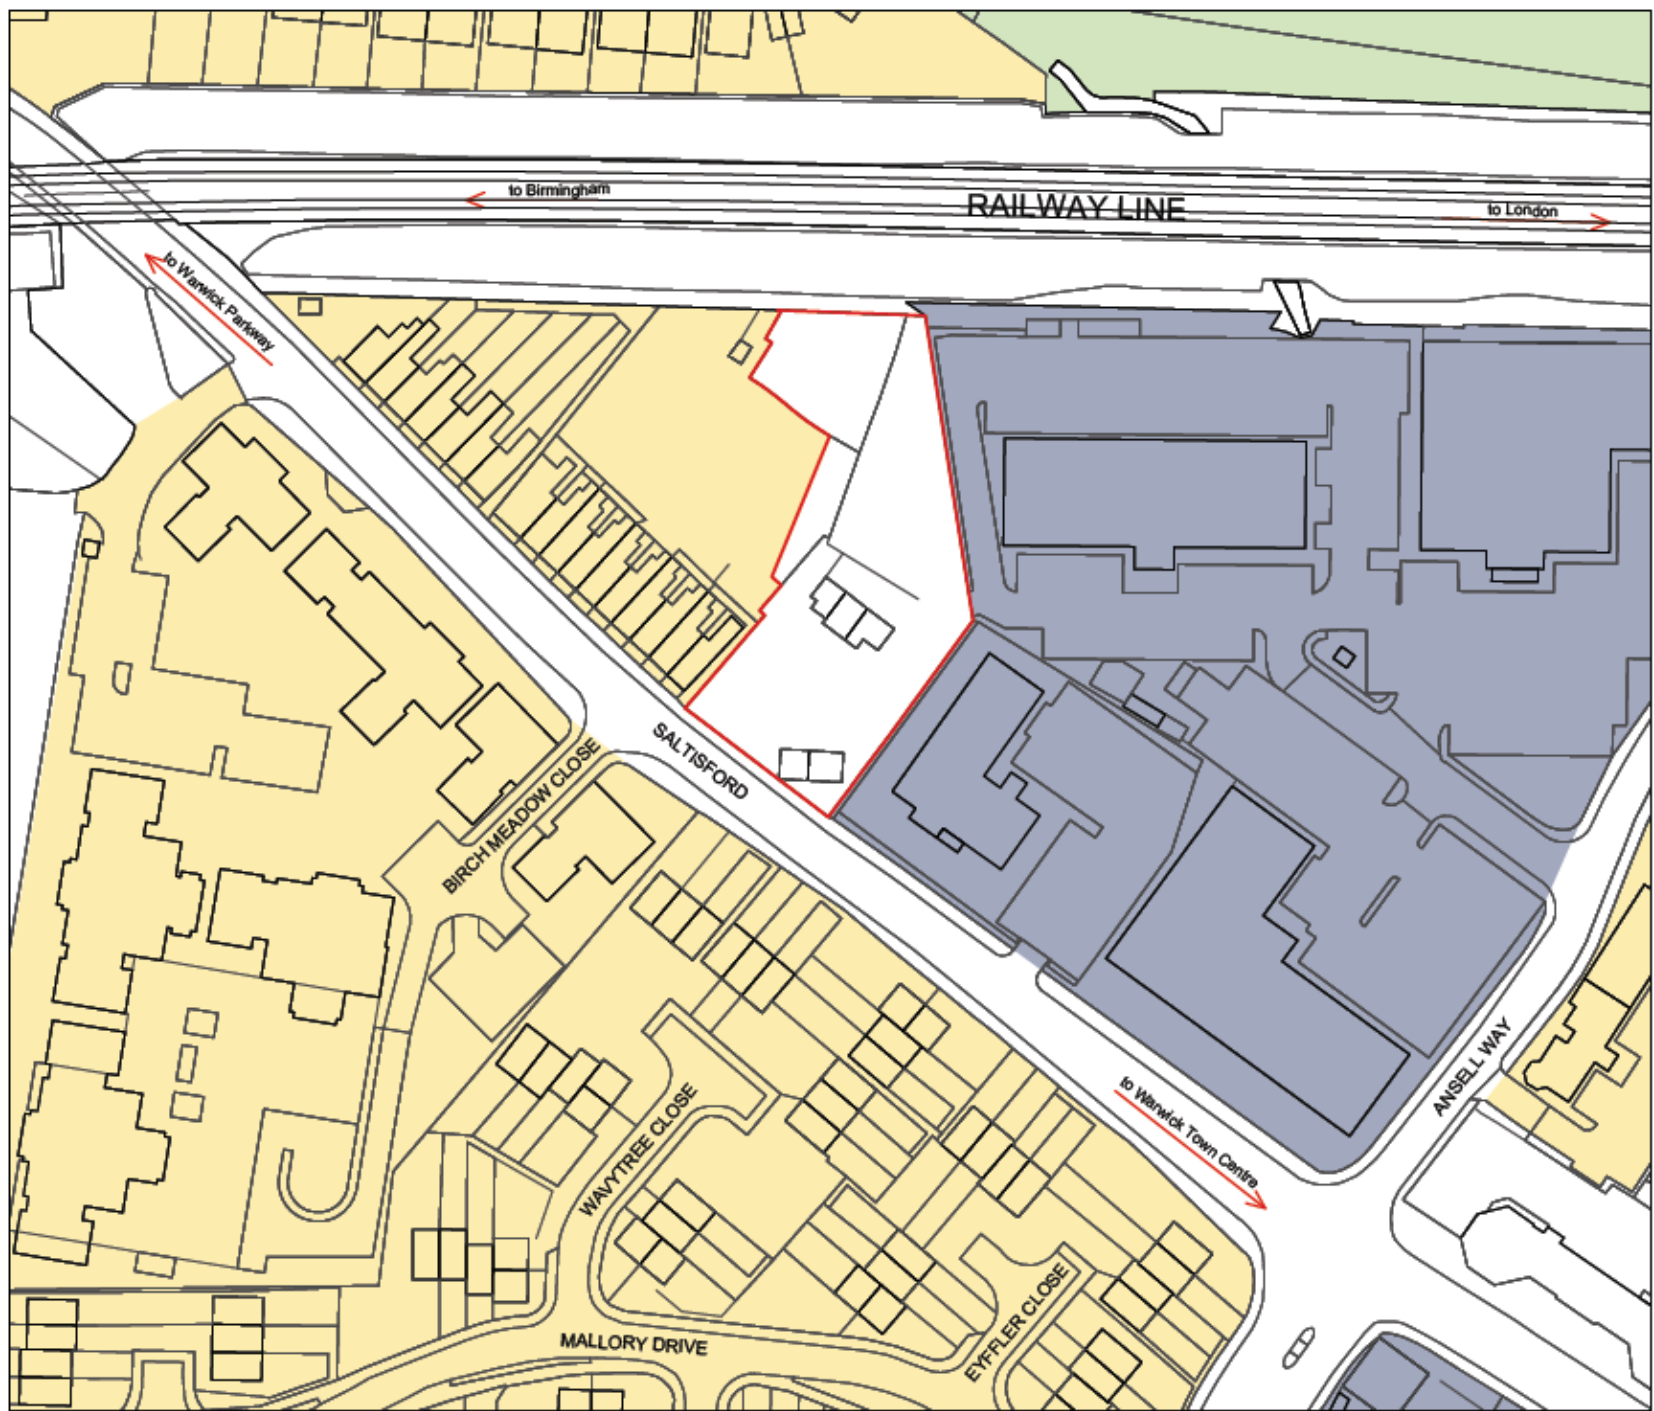 to Birmingham
RAILWAY LINE
to London
to Warwick Parkway
SALTISFORD
BIRCH MEADOW CLOSE
to Warwick Town Centre
ANSELL WAY
WAVYTREE CLOSE
EYFFLER CLOSE
MALLORY DRIVE